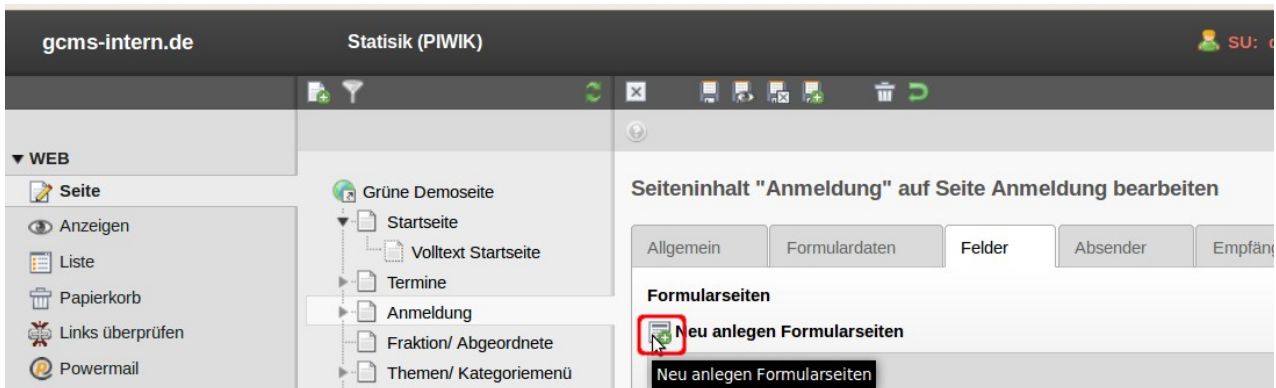 gcms-intern.de
Statisik (PIWIK)
SU:
WEB
Seite
Anzeigen
Liste
Papierkorb
Links überprüfen
Powermail
Grüne Demoseite
Startseite
Volltext Startseite
Termine
Anmeldung
Fraktion/ Abgeordnete
Themen/ Kategoriemenü
Seiteninhalt "Anmeldung" auf Seite Anmeldung bearbeiten
Allgemein Formulardaten Felder Absender Empfäng
Formularseiten
Neu anlegen Formularseiten
Neu anlegen Formularseiten